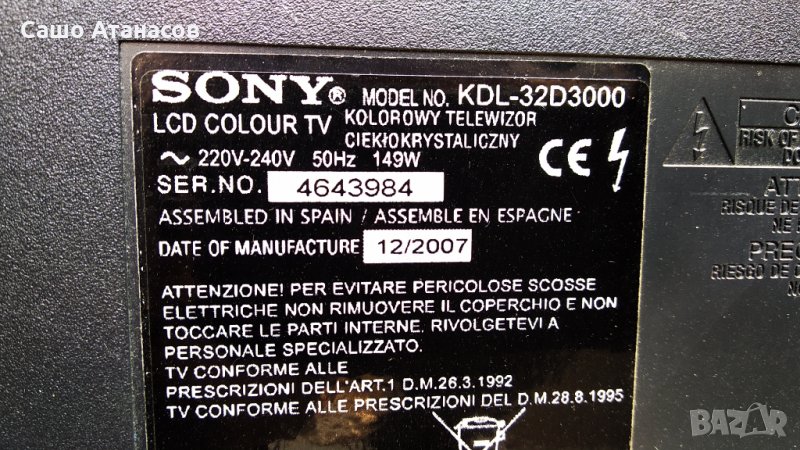 Сашо Атанасов
SONY® MODEL NO. KDL-32D3000
LCD COLOUR TV KOLOROWY TELEWIZOR
CIEKŁOKRYSTALICZNY
~ 220V-240V 50Hz 149W
CE
SER.NO. 4643984
ASSEMBLED IN SPAIN / ASSEMBLE EN ESPAGNE
DATE OF MANUFACTURE 12/2007
ATTENZIONE! PER EVITARE PERICOLOSE SCOSSE
ELETTRICHE NON RIMUOVERE IL COPERCHIO E NON
TOCCARE LE PARTI INTERNE. RIVOLGETEVI A
PERSONALE SPECIALIZZATO.
TV CONFORME ALLE
PRESCRIZIONI DELL'ART.1 D.M.26.3.1992
TV CONFORME ALLE PRESCRIZIONI DEL D.M.28.8.1995
RISK OF
RISQUE DE
NE
RIESGO DE
BAZAR